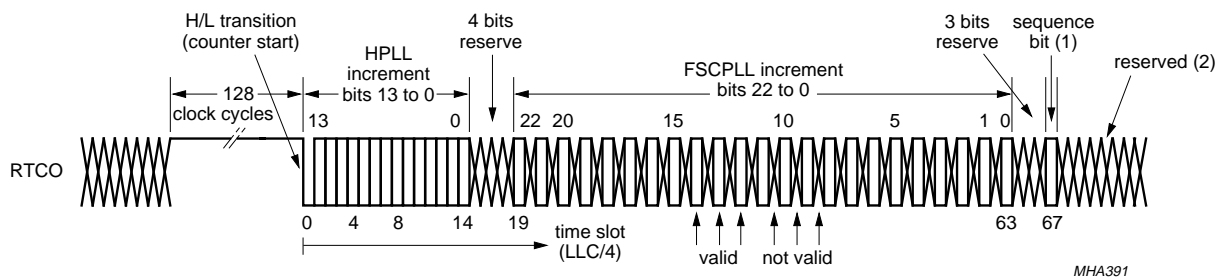 H/L transition
(counter start)
4 bits
reserve
3 bits
reserve
sequence
bit (1)
HPLL
increment
bits 13 to 0
FSCPLL increment
bits 22 to 0
reserved (2)
128
clock cycles
13 0 22 20 15 10 5 1 0
RTCO
0 4 8 14 19 63 67
time slot
(LLC/4)
valid not valid
MHA391